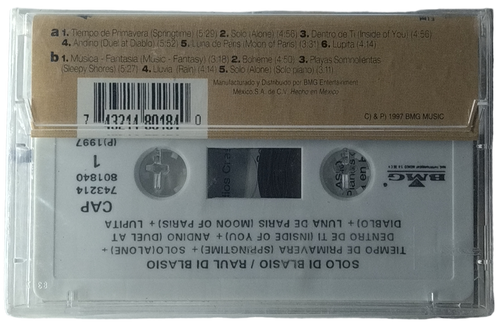 a 1. Tiempo de Primavera (Springtime) (5:29) 2. Solo (Alone) (4:56) 3. Dentro de Ti (Inside of You) (4:56)
4. Andino (Duel at Diablo) (5:52) 5. Luna de Paris (Moon of Paris) (3:31) 6. Lupita (4:14)
b 1. Música - Fantasía (Music - Fantasy) (3:18) 2. Boheme (4:50) 3. Playas Somnolientas
(Sleepy Shores) (5:27) 4. Lluvia (Rain) (4:14) 5. Solo (Alone) (Solo piano) (3:11)
Manufacturado y Distribuido por BMG Entertainment
México S.A. de C.V. Hecho en México
C) & P) 1997 BMG MUSIC
7 43214 80184 0
BMG
SOLO DI BLASIO / RAUL DI BLASIO
TIEMPO DE PRIMAVERA (SPRINGTIME) + SOLO (ALONE) +
DENTRO DE TI (INSIDE OF YOU) + ANDINO (DUEL AT
DIABLO) + LUNA DE PARIS (MOON OF PARIS) + LUPITA
CAP
743214
801840
1
(P)1997